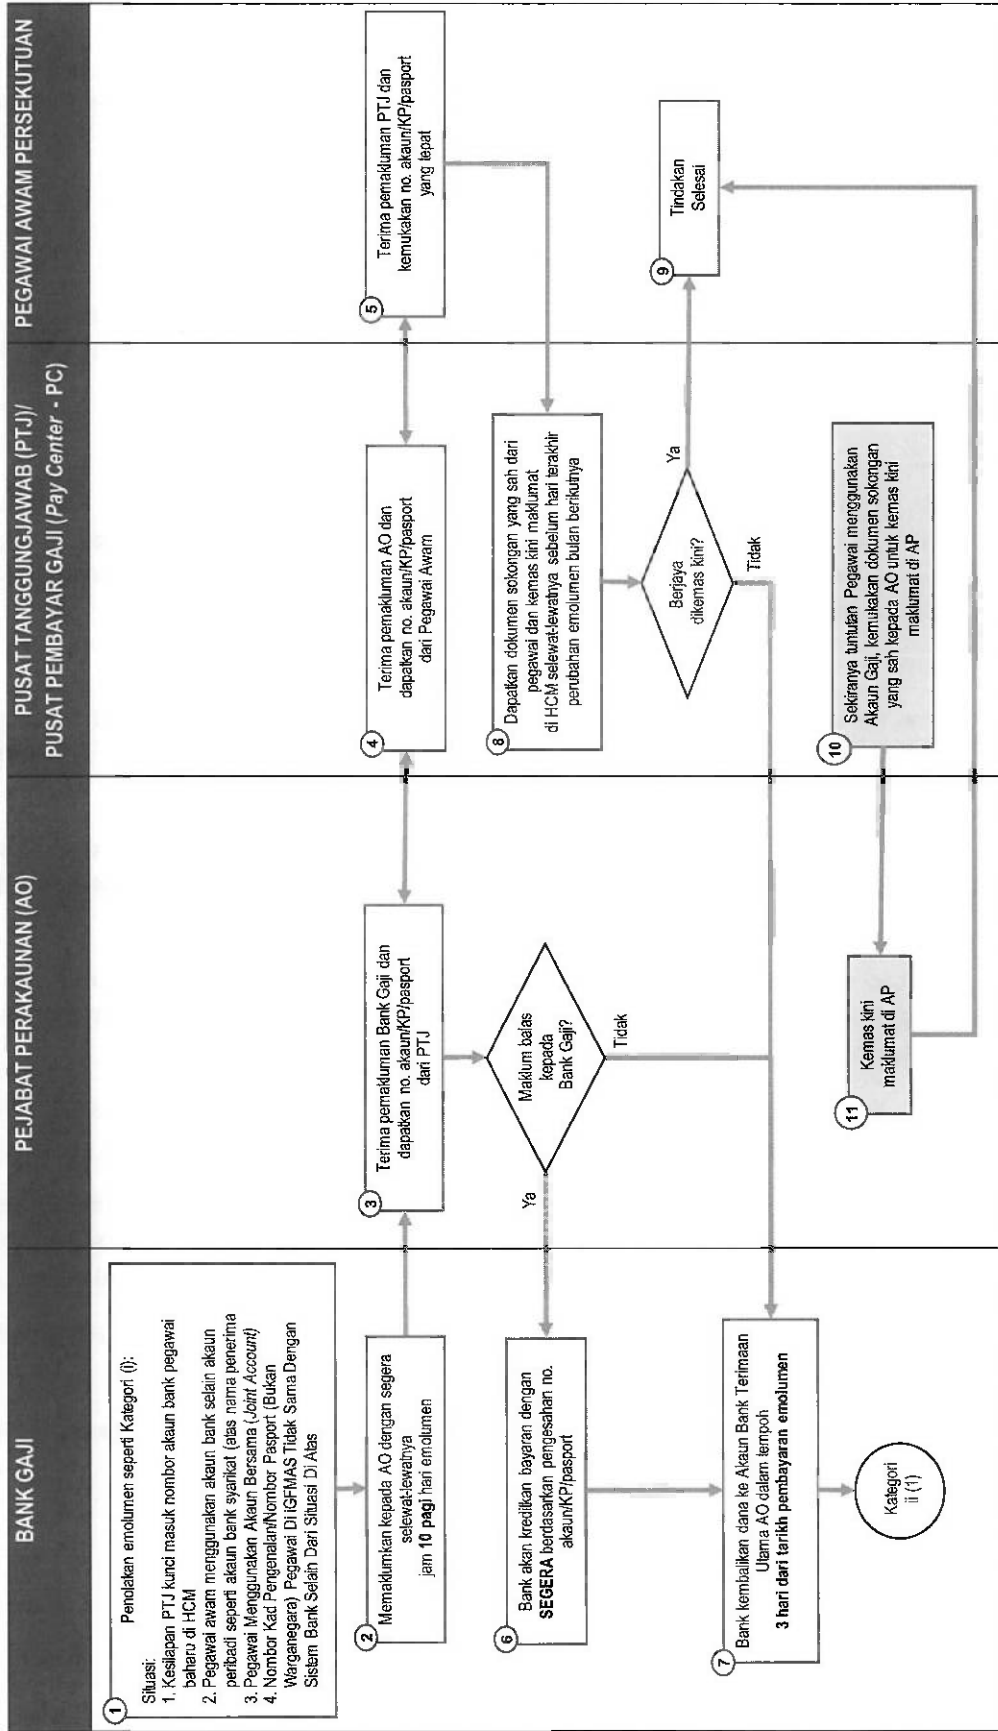 BANK GAJI
PEJABAT PERAKAUNAN (AO)
PUSAT TANGGUNGJAWAB (PTJ)/
PUSAT PEMBAYAR GAJI (Pay Center - PC)
PEGAWAI AWAM PERSEKUTUAN
1
Penolakan emolumen seperti Kategori (i):
Situasi:
1. Kesilapan PTJ kunci masuk nombor akaun bank pegawai
baharu di HCM
2. Pegawai awam menggunakan akaun bank selain akaun
peribadi seperti akaun bank syarikat (atas nama penerima
3. Pegawai Menggunakan Akaun Bersama (Joint Account)
4. Nombor Kad Pengenalan/Nombor Pasport (Bukan
Warganegara) Pegawai Di iGFMAS Tidak Sama Dengan
Sistem Bank Selain Dari Situasi Di Atas
2
Memaklumkan kepada AO dengan segera
selewat-lewatnya
jam 10 pagi hari emolumen
3
Terima pemakluman Bank Gaji dan
dapatkan no. akaun/KP/pasport
dari PTJ
4
Terima pemakluman AO dan
dapatkan no. akaun/KP/pasport
dari Pegawai Awam
5
Terima pemakluman PTJ dan
kemukakan no. akaun/KP/pasport
yang tepat
Maklum balas
kepada
Bank Gaji?
Ya
Tidak
6
Bank akan kreditkan bayaran dengan
SEGERA berdasarkan pengesahan no.
akaun/KP/pasport
8
Dapatkan dokumen sokongan yang sah dari
pegawai dan kemas kini maklumat
di HCM selewat-lewatnya sebelum hari terakhir
perubahan emolumen bulan berikutnya
Berjaya
dikemas kini?
Ya
Tidak
9
Tindakan
Selesai
7
Bank kembalikan dana ke Akaun Bank Terimaan
Utama AO dalam tempoh
3 hari dari tarikh pembayaran emolumen
Kategori
ii (1)
10
Sekiranya tuntutan Pegawai menggunakan
Akaun Gaji, kemukakan dokumen sokongan
yang sah kepada AO untuk kemas kini
maklumat di AP
11
Kemas kini
maklumat di AP